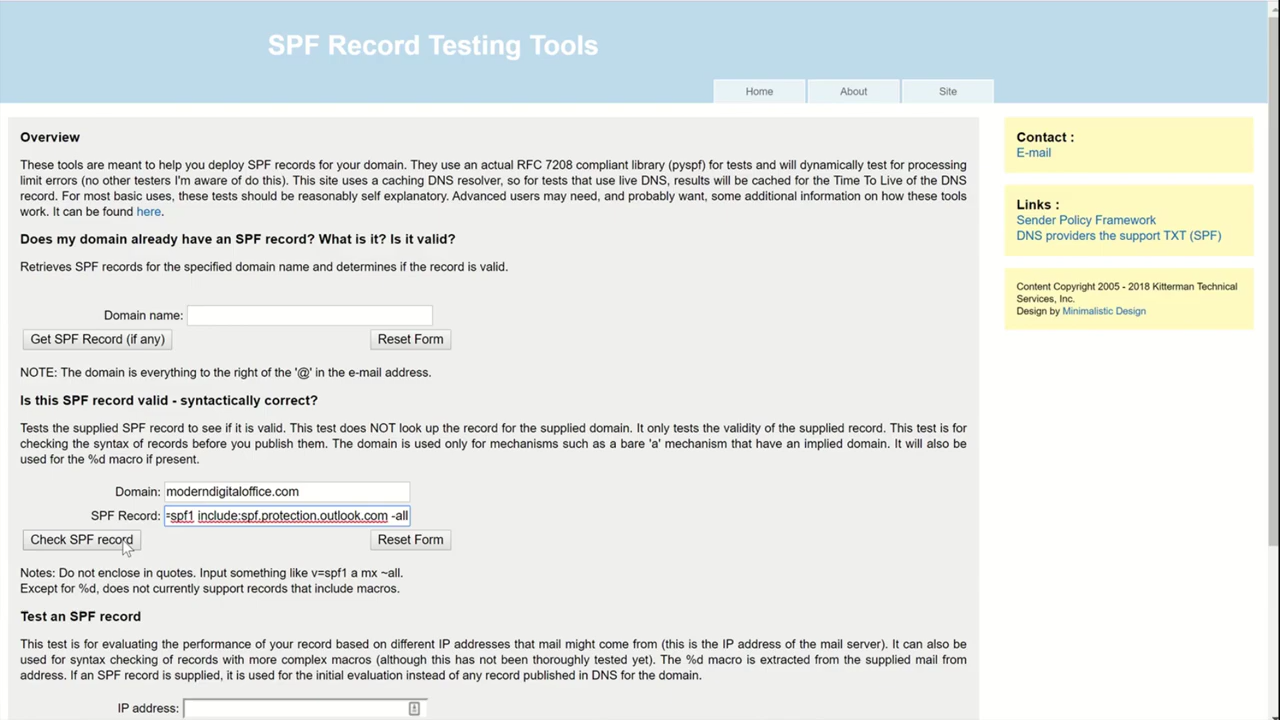 SPF Record Testing Tools
Home
About
Site
Overview
These tools are meant to help you deploy SPF records for your domain. They use an actual RFC 7208 compliant library (pyspf) for tests and will dynamically test for processing
limit errors (no other testers I'm aware of do this). This site uses a caching DNS resolver, so for tests that use live DNS, results will be cached for the Time To Live of the DNS
record. For most basic uses, these tests should be reasonably self explanatory. Advanced users may need, and probably want, some additional information on how these tools
work. It can be found here.
Does my domain already have an SPF record? What is it? Is it valid?
Retrieves SPF records for the specified domain name and determines if the record is valid.
Domain name:
Get SPF Record (if any)
Reset Form
NOTE: The domain is everything to the right of the '@' in the e-mail address.
Is this SPF record valid - syntactically correct?
Tests the supplied SPF record to see if it is valid. This test does NOT look up the record for the supplied domain. It only tests the validity of the supplied record. This test is for
checking the syntax of records before you publish them. The domain is used only for mechanisms such as a bare 'a' mechanism that have an implied domain. It will also be
used for the %d macro if present.
Domain: moderndigitaloffice.com
SPF Record: =spf1 include:spf.protection.outlook.com -all
Check SPF record
Reset Form
Notes: Do not enclose in quotes. Input something like v=spf1 a mx ~all.
Except for %d, does not currently support records that include macros.
Test an SPF record
This test is for evaluating the performance of your record based on different IP addresses that mail might come from (this is the IP address of the mail server). It can also be
used for syntax checking of records with more complex macros (although this has not been thoroughly tested yet). The %d macro is extracted from the supplied mail from
address. If an SPF record is supplied, it is used for the initial evaluation instead of any record published in DNS for the domain.
IP address:
Contact :
E-mail
Links :
Sender Policy Framework
DNS providers the support TXT (SPF)
Content Copyright 2005 - 2018 Kitterman Technical
Services, Inc.
Design by Minimalistic Design